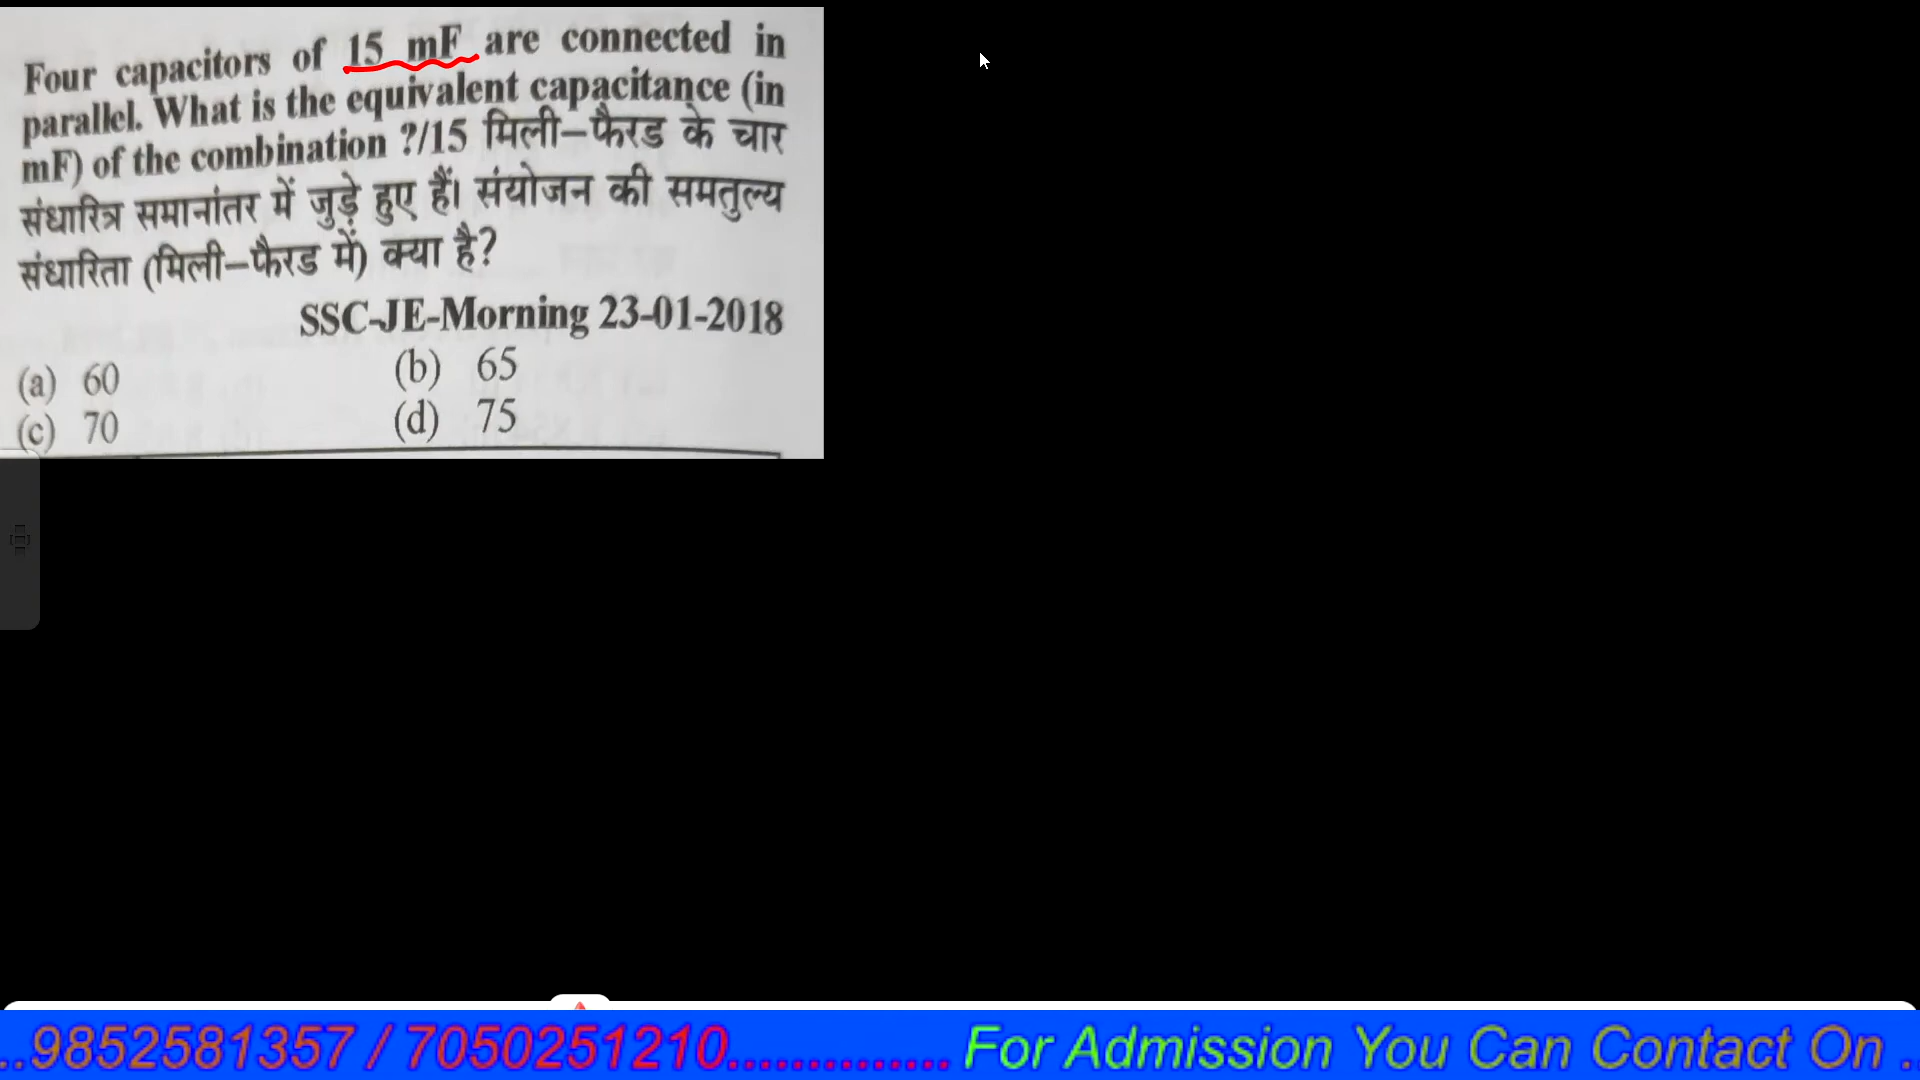 Four capacitors of 15 mF are connected in
parallel. What is the equivalent capacitance (in
mF) of the combination ?/15 मिली–फैरड के चार
संधारित्र समानांतर में जुड़े हुए हैं। संयोजन की समतुल्य
संधारिता (मिली–फैरड में) क्या है?
SSC-JE-Morning 23-01-2018
(a) 60 (b) 65
(c) 70 (d) 75
..9852581357 / 7050251210.............. For Admission You Can Contact On ..